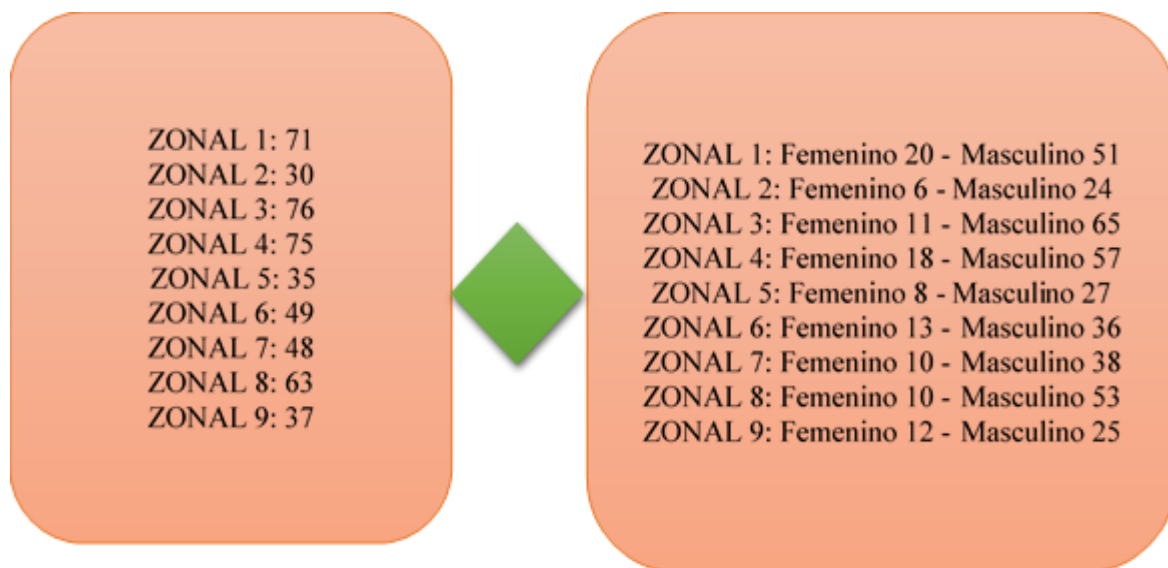 ZONAL 1: 71
ZONAL 2: 30
ZONAL 3: 76
ZONAL 4: 75
ZONAL 5: 35
ZONAL 6: 49
ZONAL 7: 48
ZONAL 8: 63
ZONAL 9: 37
ZONAL 1: Femenino 20 - Masculino 51
ZONAL 2: Femenino 6 - Masculino 24
ZONAL 3: Femenino 11 - Masculino 65
ZONAL 4: Femenino 18 - Masculino 57
ZONAL 5: Femenino 8 - Masculino 27
ZONAL 6: Femenino 13 - Masculino 36
ZONAL 7: Femenino 10 - Masculino 38
ZONAL 8: Femenino 10 - Masculino 53
ZONAL 9: Femenino 12 - Masculino 25